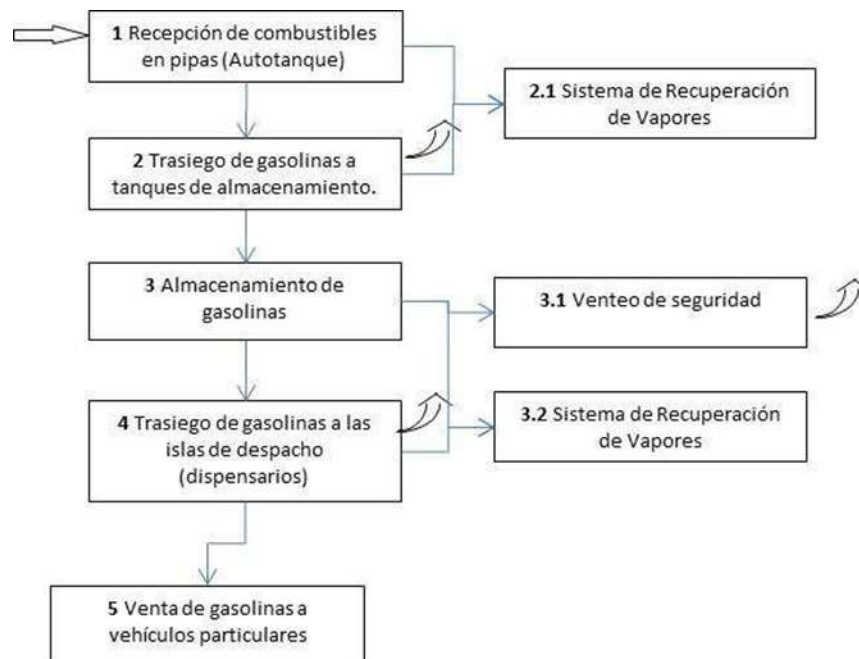 1 Recepción de combustibles
en pipas (Autotanque)
2.1 Sistema de Recuperación
de Vapores
2 Trasiego de gasolinas a
tanques de almacenamiento.
3 Almacenamiento de
gasolinas
3.1 Venteo de seguridad
4 Trasiego de gasolinas a las
islas de despacho
(dispensarios)
3.2 Sistema de Recuperación
de Vapores
5 Venta de gasolinas a
vehículos particulares